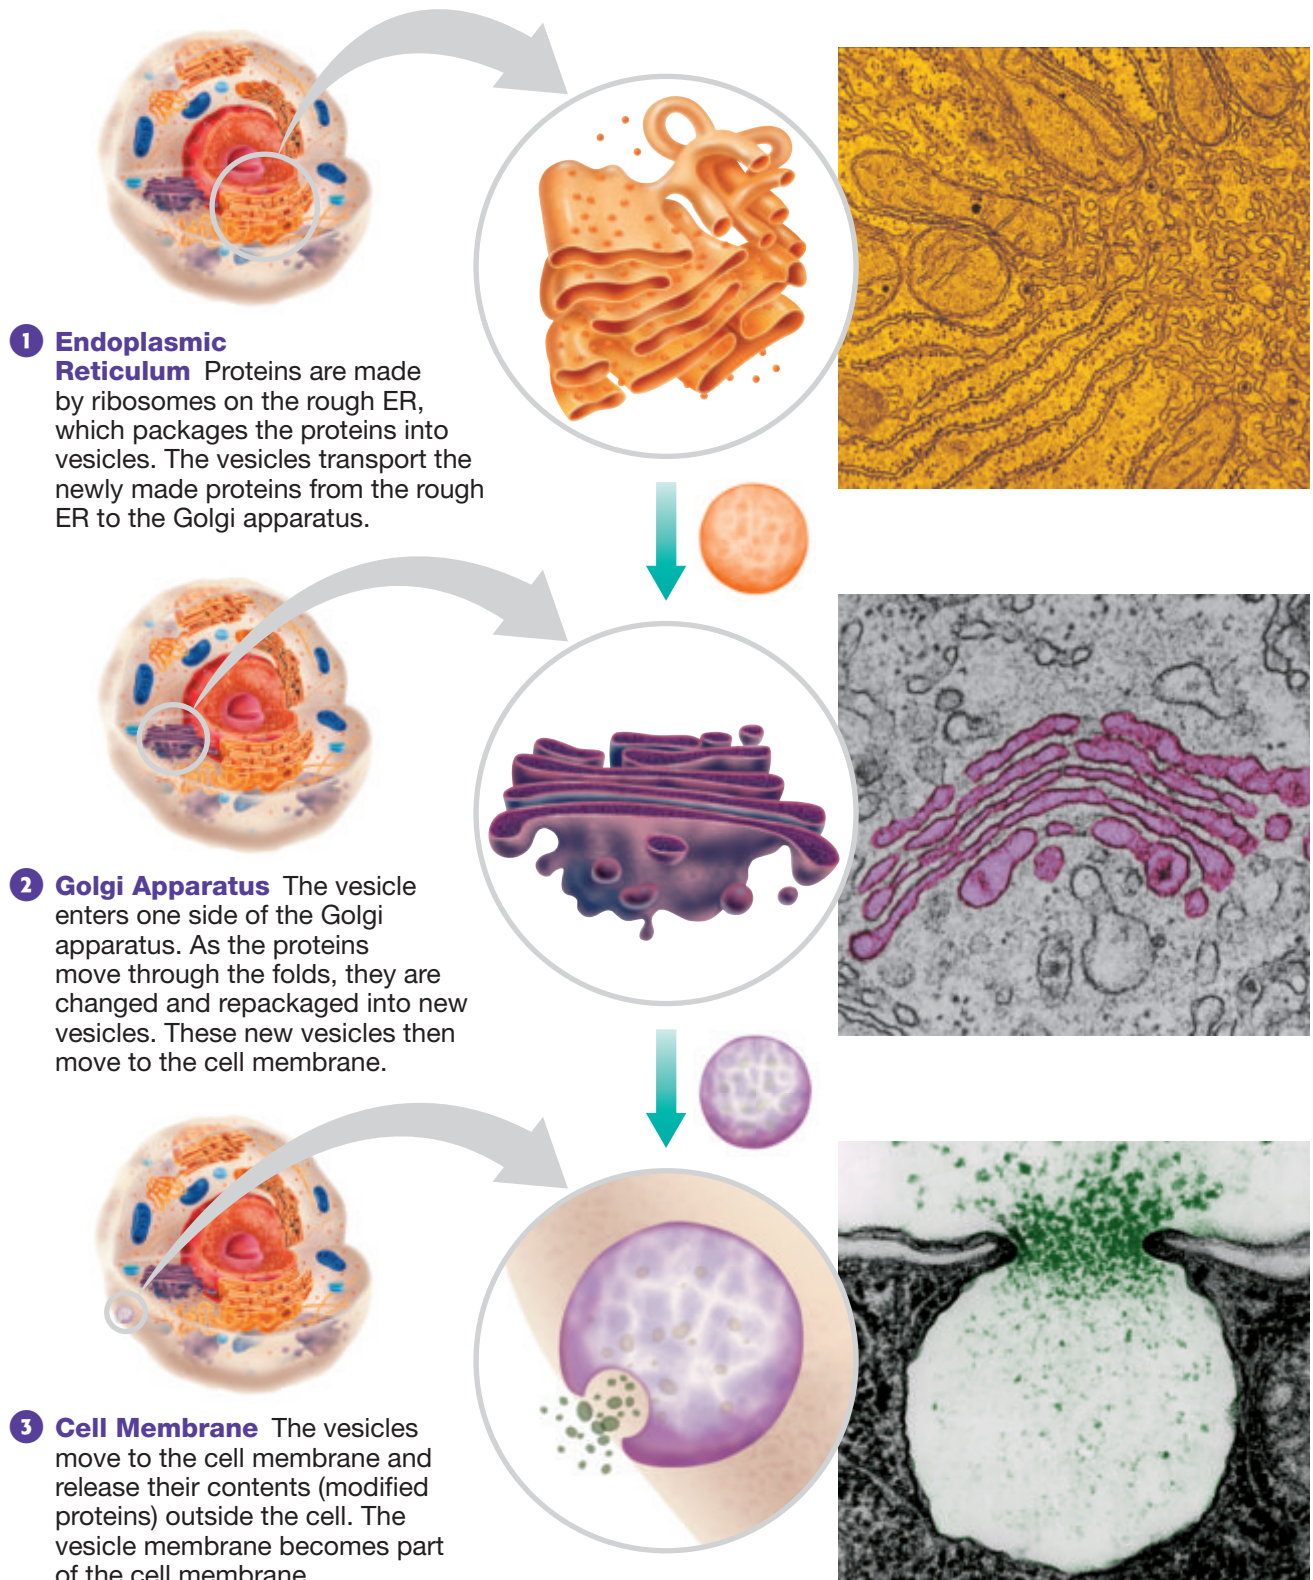 1 Endoplasmic
Reticulum Proteins are made
by ribosomes on the rough ER,
which packages the proteins into
vesicles. The vesicles transport the
newly made proteins from the rough
ER to the Golgi apparatus.
2 Golgi Apparatus The vesicle
enters one side of the Golgi
apparatus. As the proteins
move through the folds, they are
changed and repackaged into new
vesicles. These new vesicles then
move to the cell membrane.
3 Cell Membrane The vesicles
move to the cell membrane and
release their contents (modified
proteins) outside the cell. The
vesicle membrane becomes part
of the cell membrane